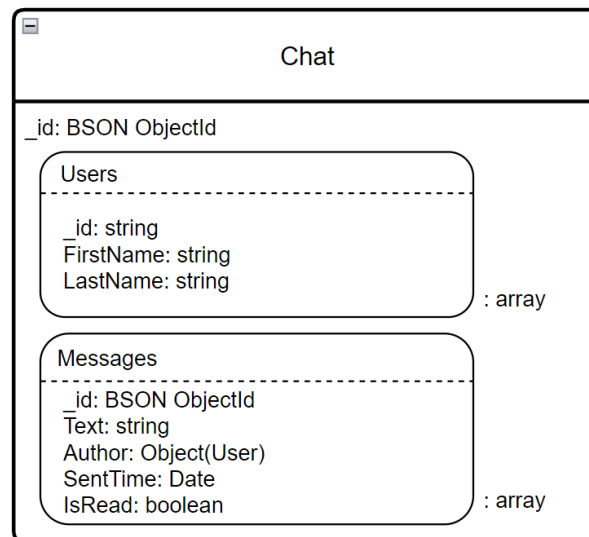 Chat
_id: BSON ObjectId
Users
_id: string
FirstName: string
LastName: string
: array
Messages
_id: BSON ObjectId
Text: string
Author: Object(User)
SentTime: Date
IsRead: boolean
: array